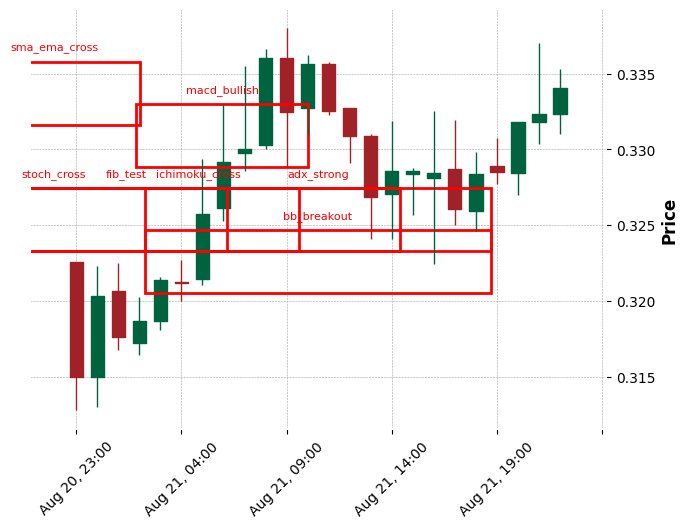 sma_ema_cross
macd_bullish
stoch_cross
fib_test
ichimoku_cross
adx_strong
bb_breakout
0.335
0.330
0.325
0.320
0.315
Price
Aug 20, 23:00
Aug 21, 04:00
Aug 21, 09:00
Aug 21, 14:00
Aug 21, 19:00